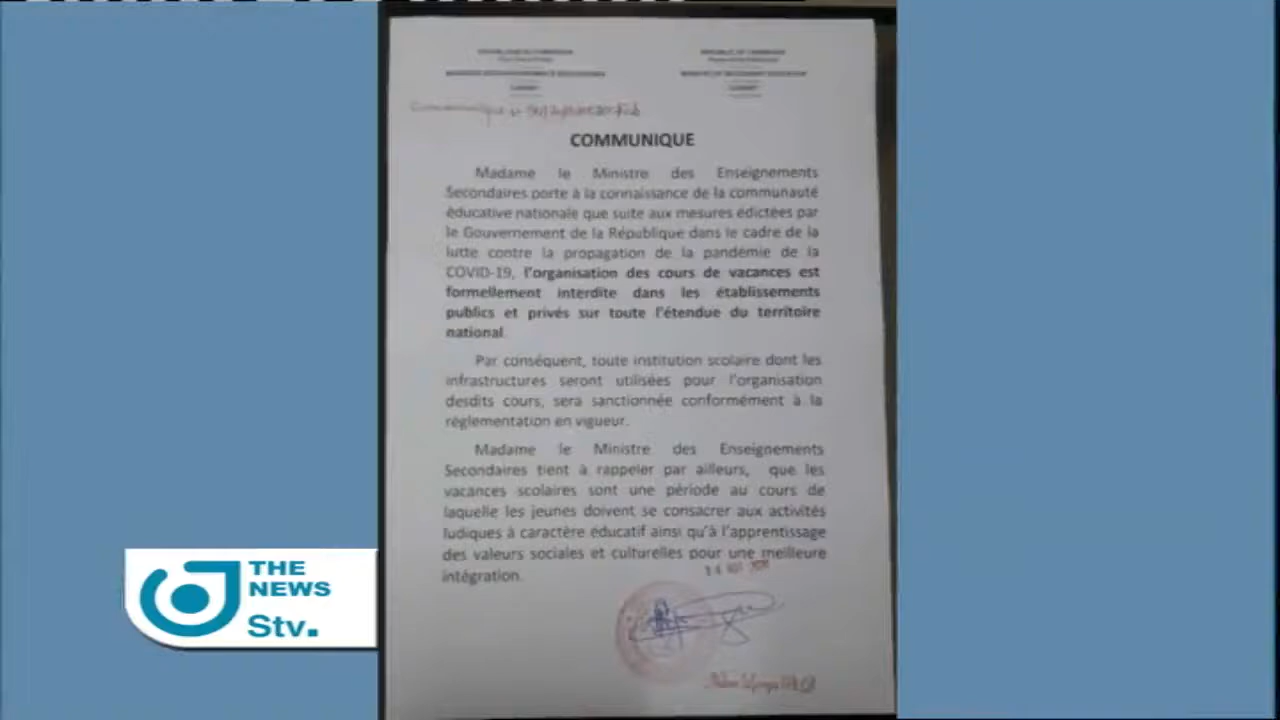 COMMUNIQUE
Madame le Ministre des Enseignements
Secondaires porte à la connaissance de la communauté
éducative nationale que suite aux mesures édictées par
le Gouvernement de la République dans le cadre de la
lutte contre la propagation de la pandémie de la
COVID-19, l'organisation des cours de vacances est
formellement interdite dans les établissements
publics et privés sur toute l'étendue du territoire
national.
Par conséquent, toute institution scolaire dont les
infrastructures seront utilisées pour l'organisation
desdits cours, sera sanctionnée conformément à la
règlementation en vigueur.
Madame le Ministre des Enseignements
Secondaires tient à rappeler par ailleurs, que les
vacances scolaires sont une période au cours de
laquelle les jeunes doivent se consacrer aux activités
ludiques à caractère éducatif ainsi qu'à l'apprentissage
des valeurs sociales et culturelles pour une meilleure
intégration.
THE
NEWS
Stv.